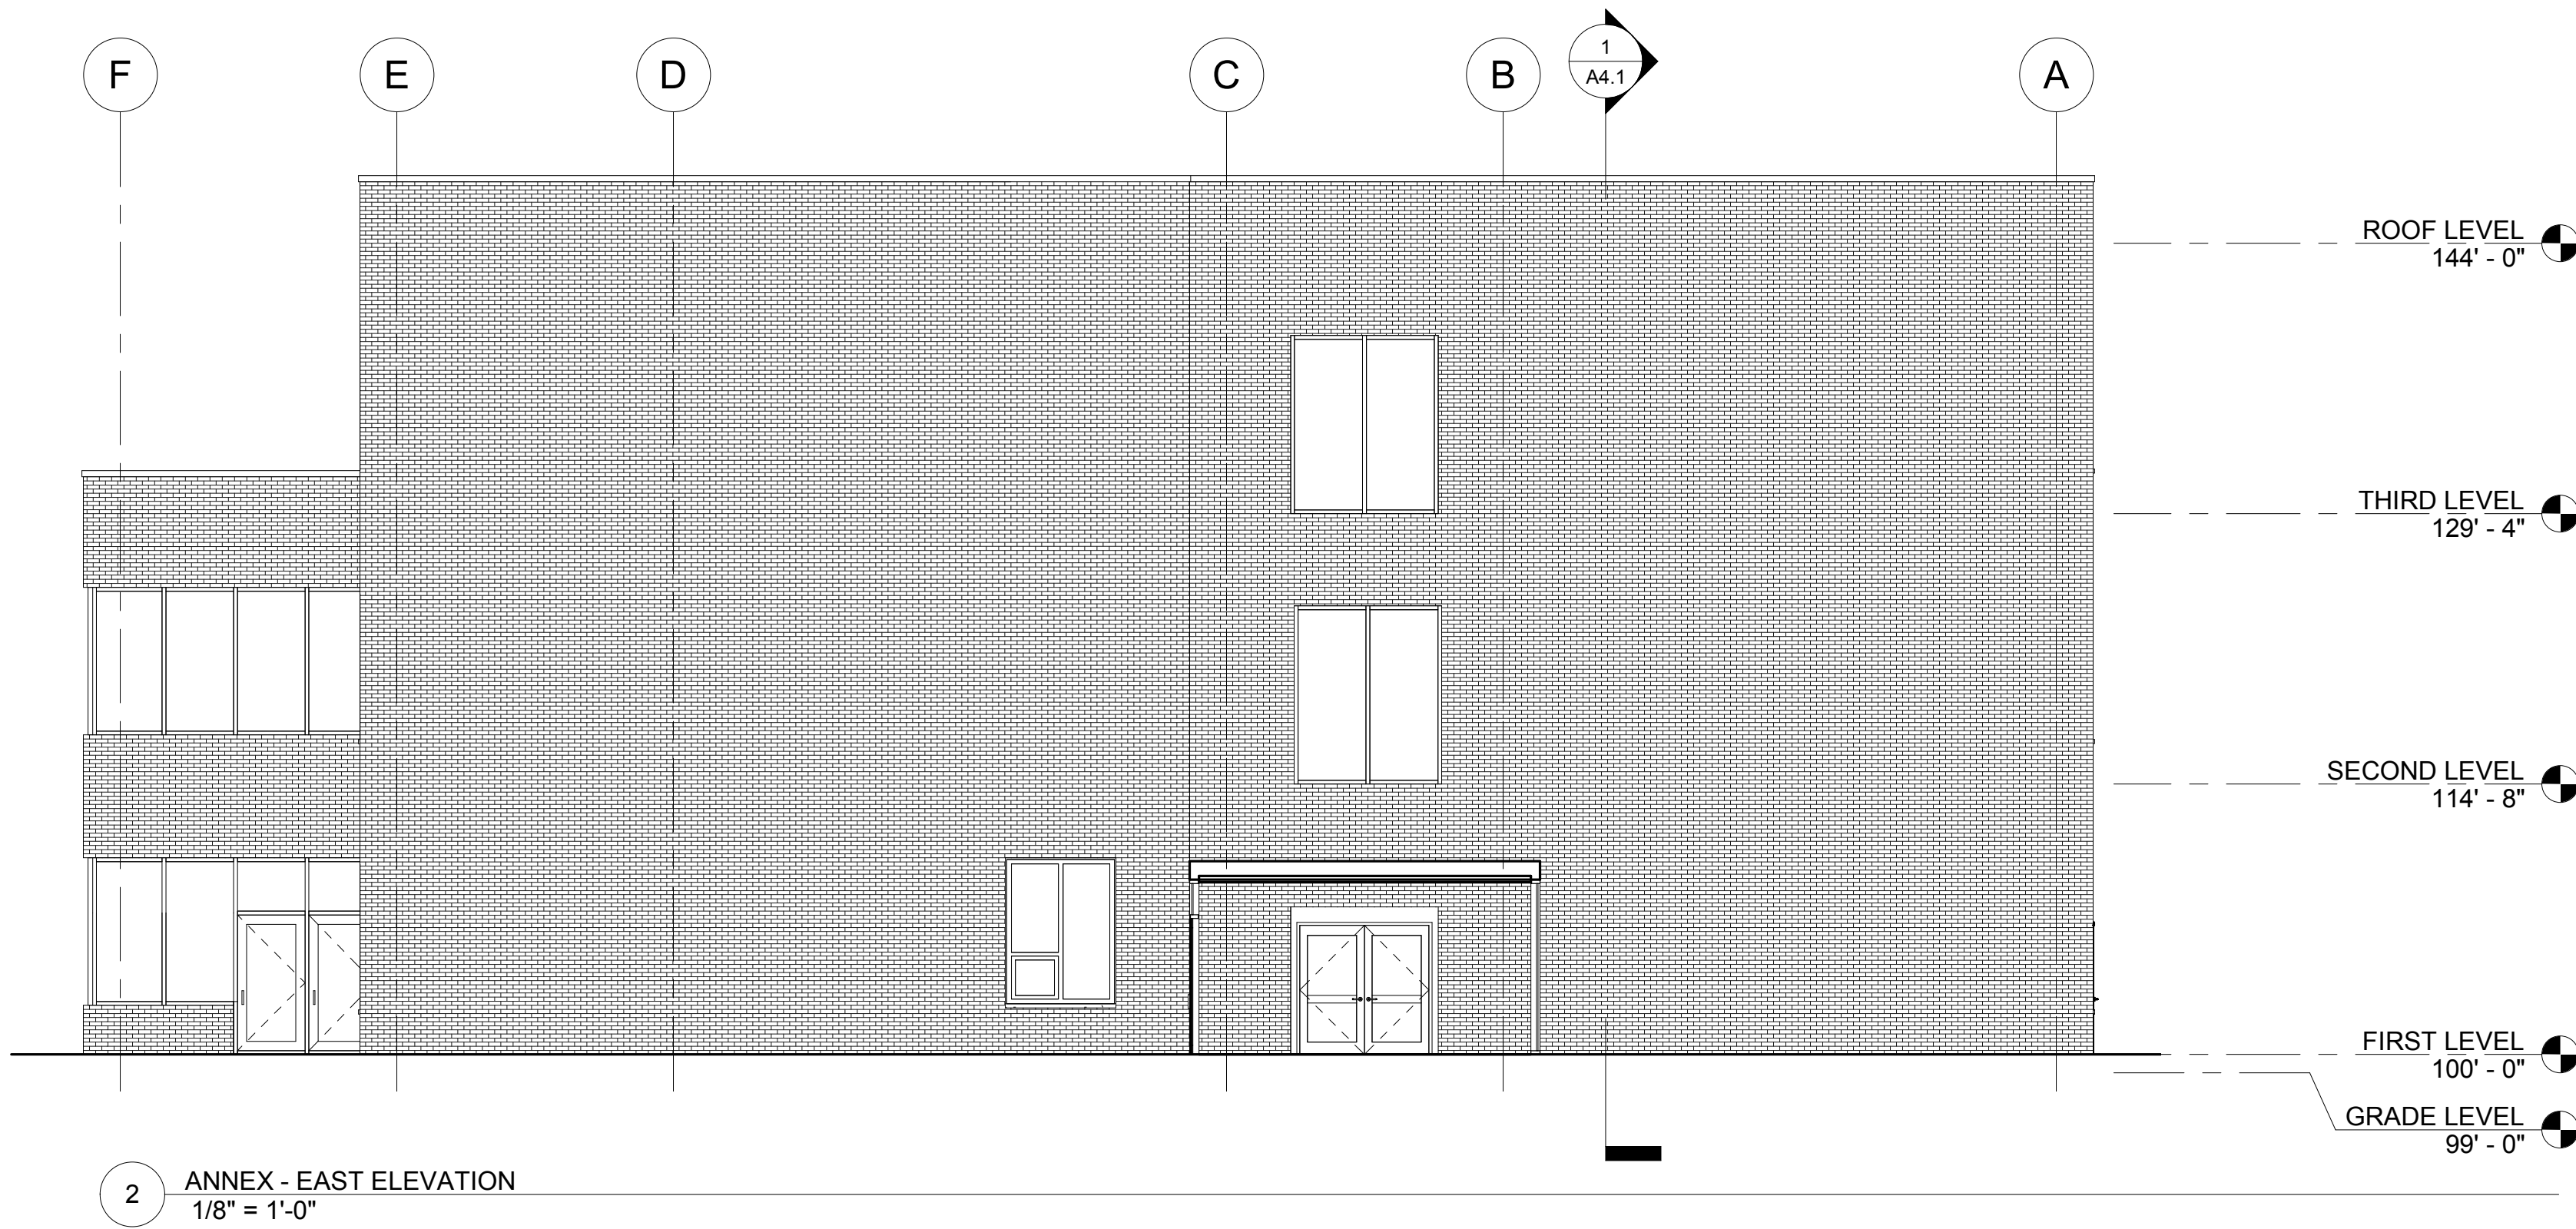 F
E
D
C
B
1
A4.1
A
ROOF LEVEL
144' - 0"
THIRD LEVEL
129' - 4"
SECOND LEVEL
114' - 8"
FIRST LEVEL
100' - 0"
GRADE LEVEL
99' - 0"
2
ANNEX - EAST ELEVATION
1/8" = 1'-0"